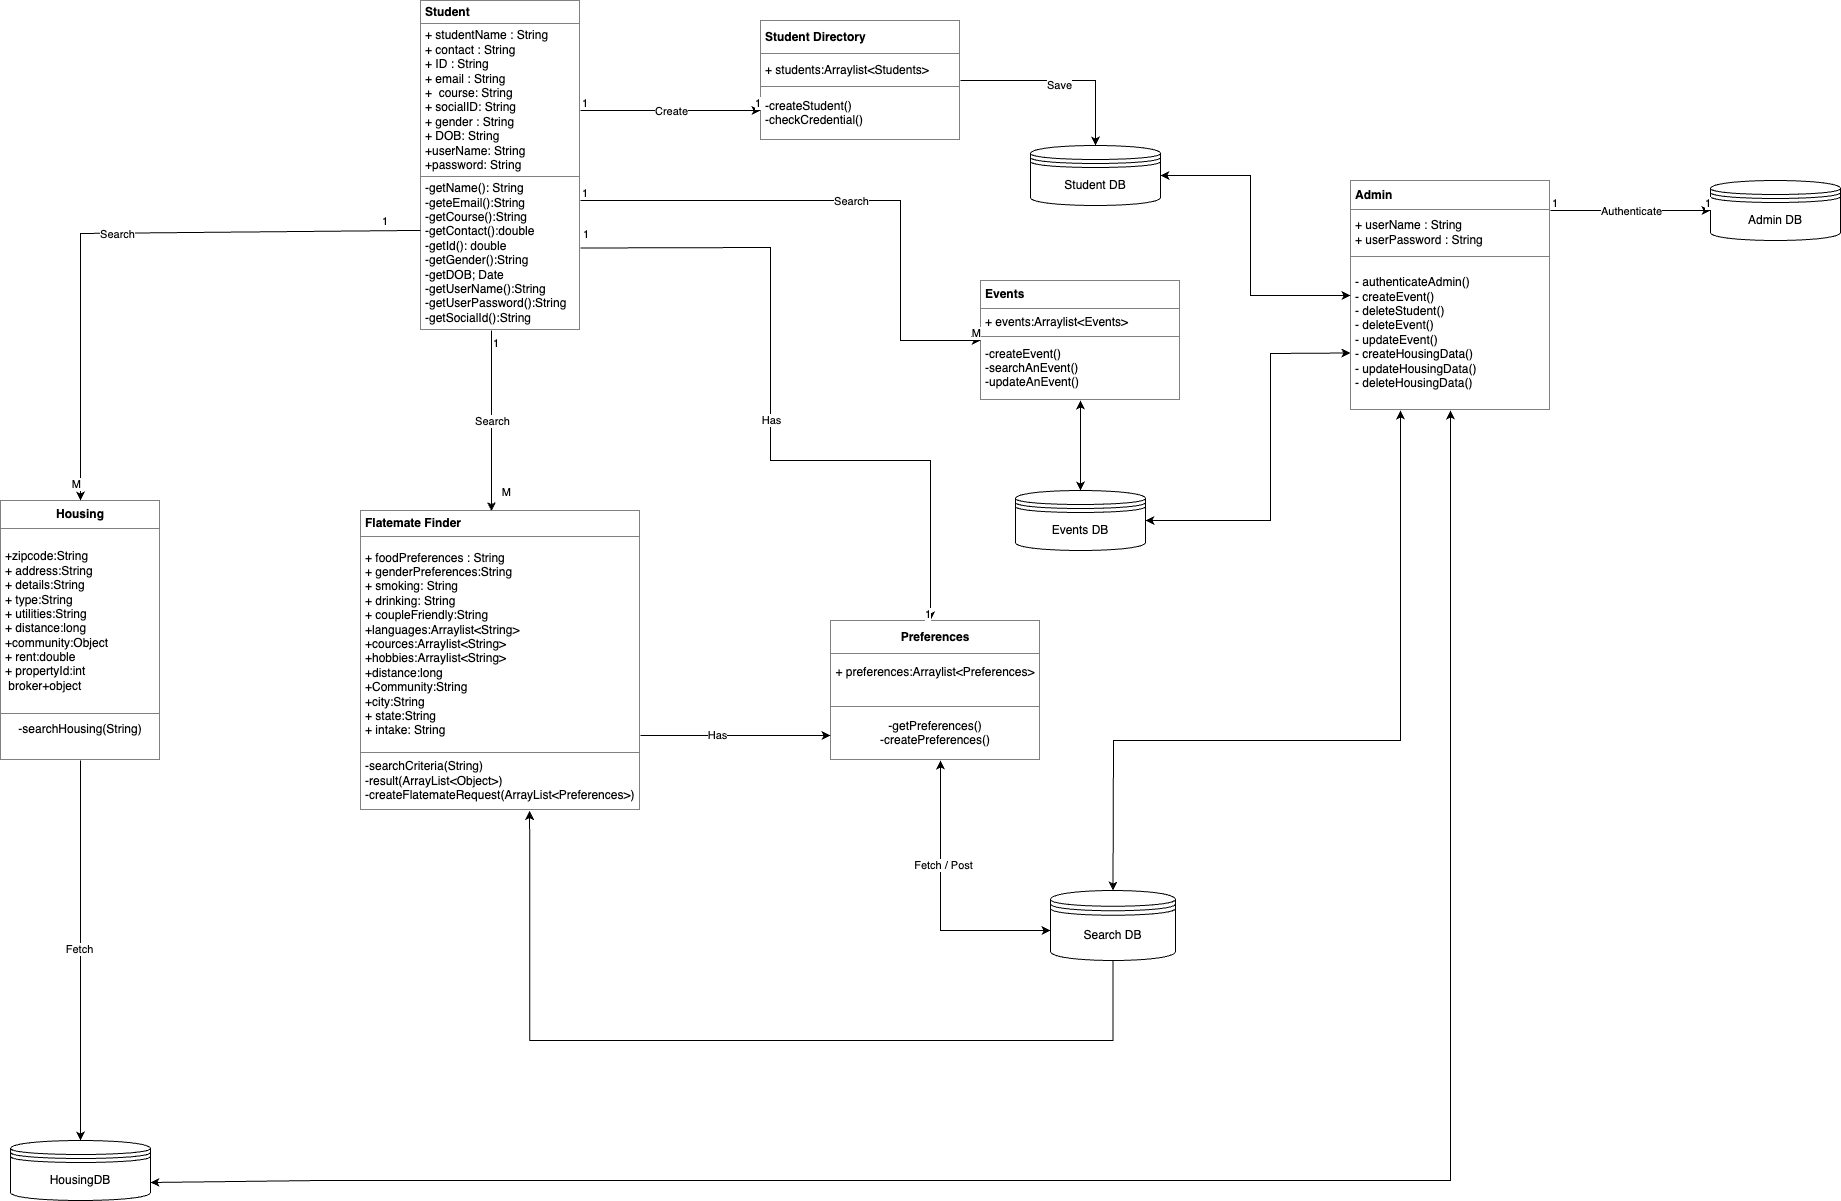 Student
+ studentName : String
+ contact : String
+ ID : String
+ email : String
+  course: String
+ socialID: String
+ gender : String
+ DOB: String
+userName: String
+password: String
-getName(): String
-geteEmail():String
-getCourse():String
-getContact():double
-getId(): double
-getGender():String
-getDOB; Date
-getUserName():String
-getUserPassword():String
-getSocialId():String
Student Directory
+ students:Arraylist<Students>
-createStudent()
-checkCredential()
1
Create
1
Save
Student DB
Admin
+ userName : String
+ userPassword : String
- authenticateAdmin()
- createEvent()
- deleteStudent()
- deleteEvent()
- updateEvent()
- createHousingData()
- updateHousingData()
- deleteHousingData()
1
Authenticate
1
Admin DB
1
Search
M
1
Search
M
Events
+ events:Arraylist<Events>
-createEvent()
-searchAnEvent()
-updateAnEvent()
Events DB
1
Has
1
1
Search
M
Housing
+zipcode:String
+ address:String
+ details:String
+ type:String
+ utilities:String
+ distance:long
+community:Object
+ rent:double
+ propertyId:int
broker+object
-searchHousing(String)
Flatemate Finder
+ foodPreferences : String
+ genderPreferences:String
+ smoking: String
+ drinking: String
+ coupleFriendly:String
+languages:Arraylist<String>
+cources:Arraylist<String>
+hobbies:Arraylist<String>
+distance:long
+Community:String
+city:String
+ state:String
+ intake: String
-searchCriteria(String)
-result(ArrayList<Object>)
-createFlatemateRequest(ArrayList<Preferences>)
Has
Preferences
+ preferences:Arraylist<Preferences>
-getPreferences()
-createPreferences()
Fetch / Post
Search DB
Fetch
HousingDB